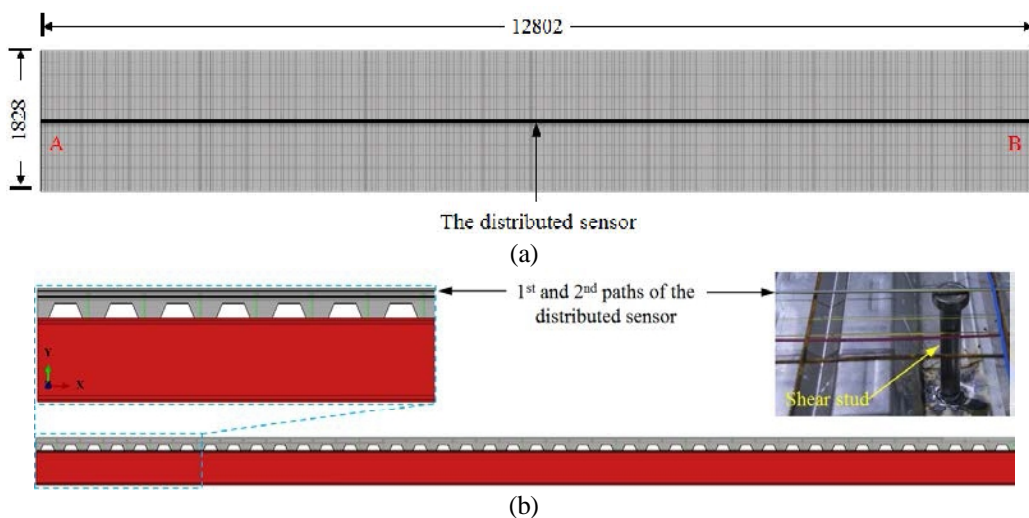 12802
1828
A
B
The distributed sensor
(a)
1st and 2nd paths of the
distributed sensor
Y
X
Shear stud
(b)